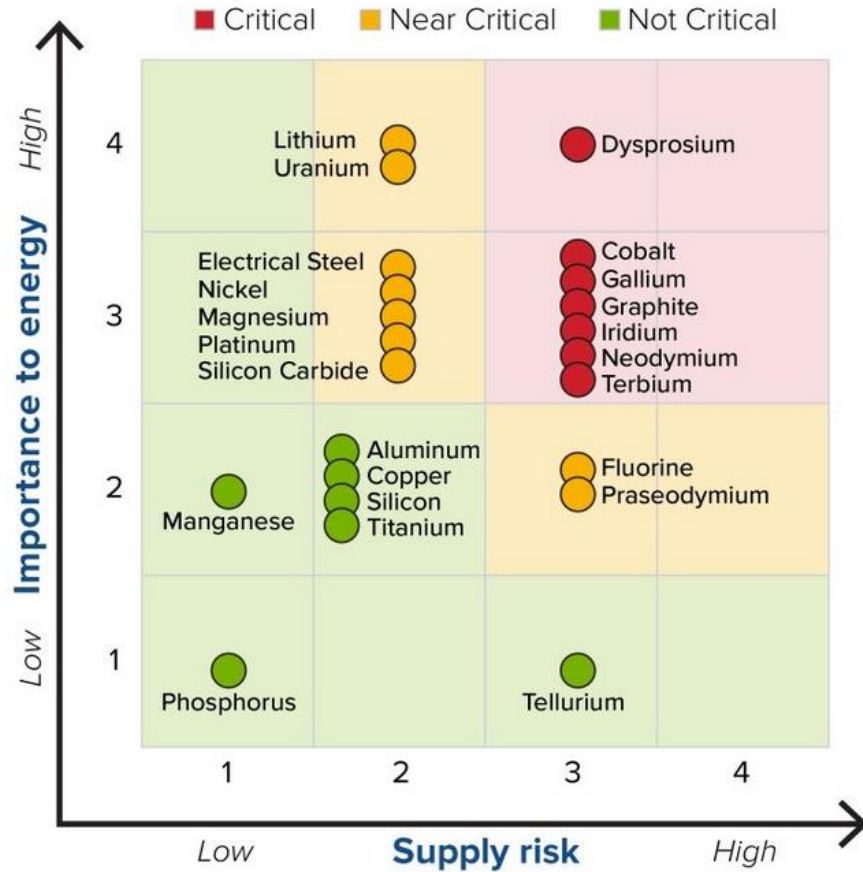 Critical Near Critical Not Critical
Importance to energy
High
Low
4
3
2
1
Lithium
Uranium
Dysprosium
Electrical Steel
Nickel
Magnesium
Platinum
Silicon Carbide
Cobalt
Gallium
Graphite
Iridium
Neodymium
Terbium
Manganese
Aluminum
Copper
Silicon
Titanium
Fluorine
Praseodymium
Phosphorus
Tellurium
1 2 3 4
Low Supply risk High